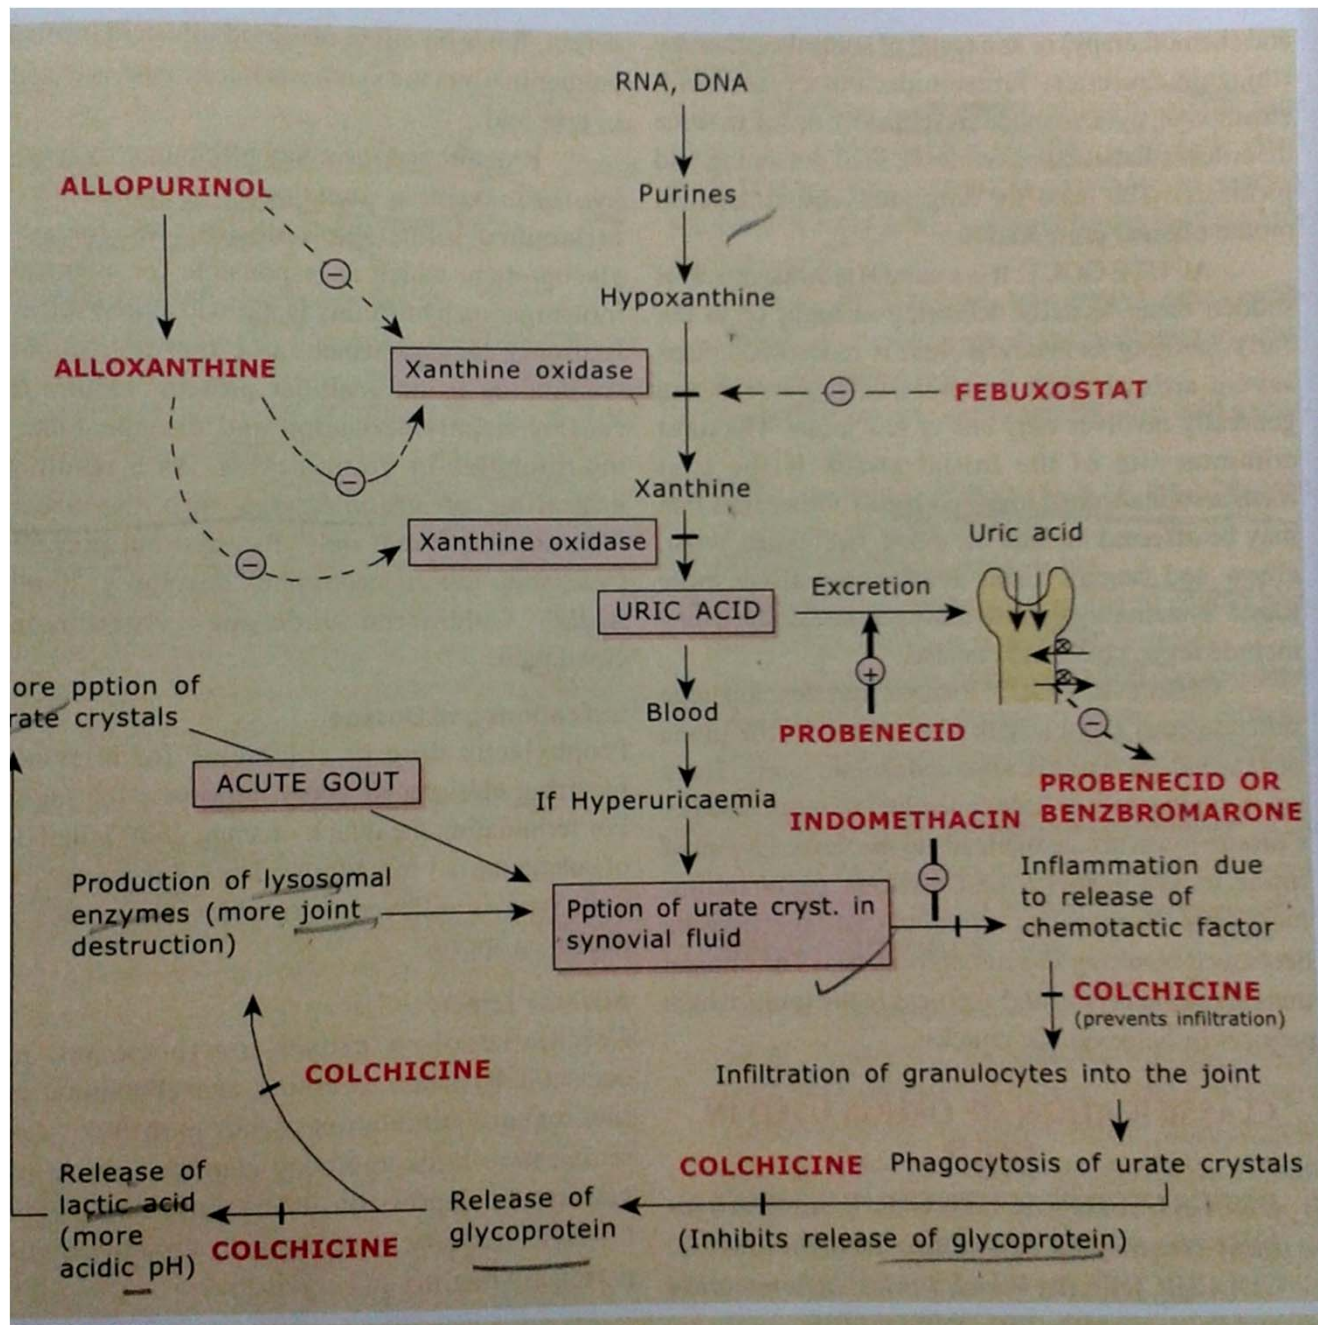 RNA, DNA
ALLOPURINOL
Purines
Hypoxanthine
ALLOXANTHINE
Xanthine oxidase
FEBUXOSTAT
Xanthine
Xanthine oxidase
Uric acid
URIC ACID
Excretion
ore pption of
rate crystals
Blood
PROBENECID
ACUTE GOUT
If Hyperuricaemia
INDOMETHACIN
PROBENECID OR
BENZBROMARONE
Production of lysosomal
enzymes (more joint
destruction)
Pption of urate cryst. in
synovial fluid
Inflammation due
to release of
chemotactic factor
COLCHICINE
(prevents infiltration)
COLCHICINE
Infiltration of granulocytes into the joint
COLCHICINE
Phagocytosis of urate crystals
(Inhibits release of glycoprotein)
Release of
glycoprotein
Release of
lactic acid
(more
acidic pH)
COLCHICINE